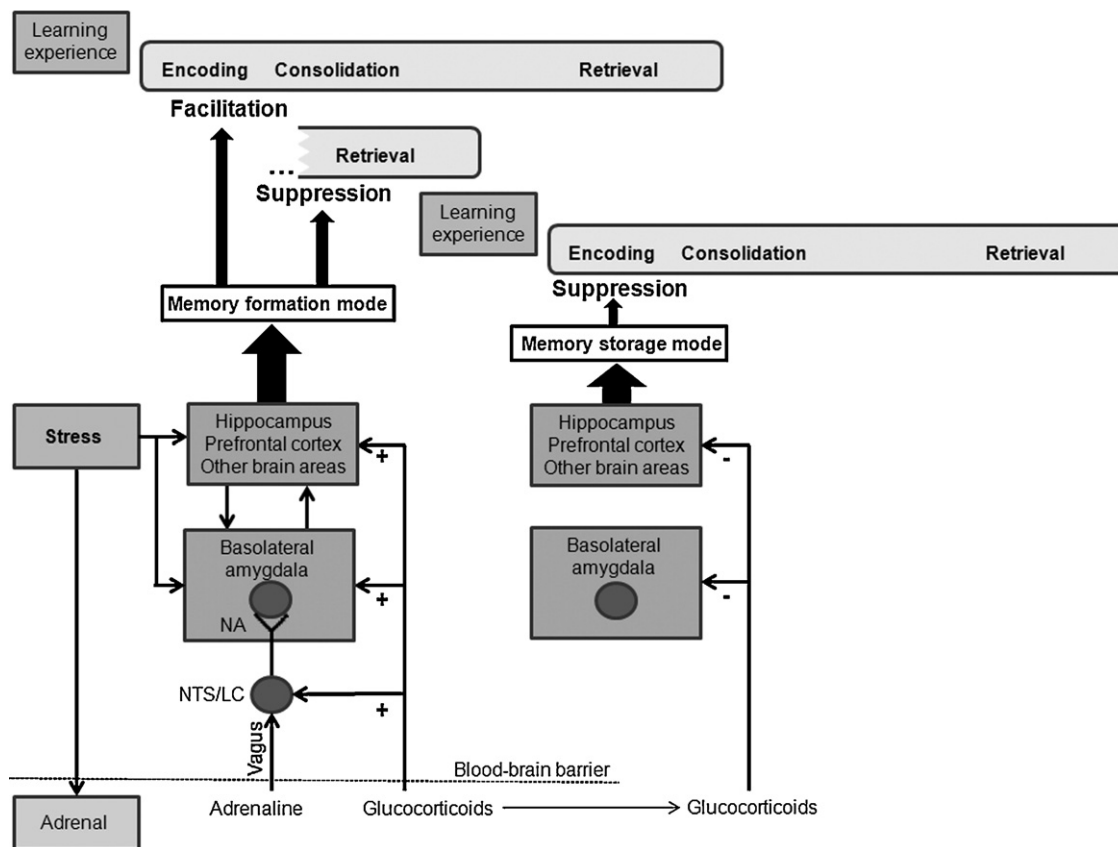 Learning
experience
Encoding Consolidation Retrieval
Facilitation
Retrieval
...
Suppression
Learning
experience
Encoding Consolidation Retrieval
Suppression
Memory formation mode
Memory storage mode
Stress
Hippocampus
Prefrontal cortex
Other brain areas
+
Hippocampus
Prefrontal cortex
Other brain areas
-
Basolateral
amygdala
NA
+
Basolateral
amygdala
-
NTS/LC
+
Vagus
Blood-brain barrier
Adrenal
Adrenaline
Glucocorticoids
Glucocorticoids